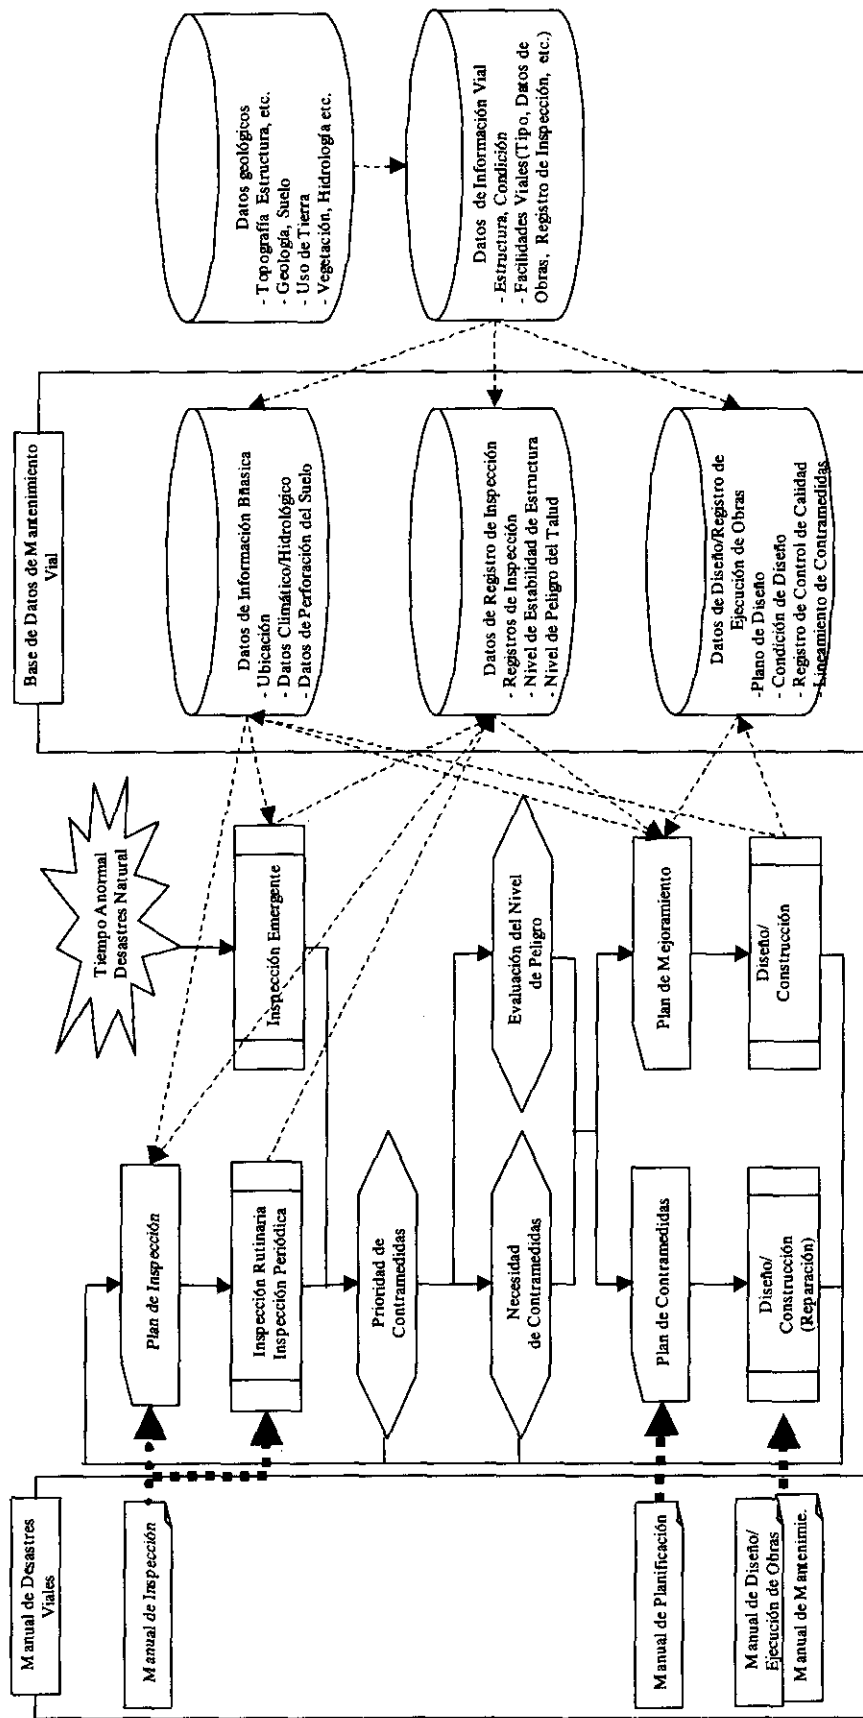 Manual de Desastres
Viales
Manual de Inspección
Manual de Planificación
Manual de Diseño/
Ejecución de Obras
Manual de Mantenimie.
Plan de Inspección
Inspección Rutinaria
Inspección Periódica
Prioridad de
Contramedidas
Necesidad
de Contramedidas
Plan de Contramedidas
Diseño/
Construcción
(Reparación)
Tiempo Anormal
Desastres Natural
Inspección Emergente
Evaluación del Nivel
de Peligro
Plan de Mejoramiento
Diseño/
Construcción
Base de Datos de Mantenimiento
Vial
Datos de Información Bñasica
- Ubicación
- Datos Climático/Hidrológico
- Datos de Perforación del Suelo
Datos de Registro de Inspección
- Registros de Inspección
- Nivel de Estabilidad de Estructura
- Nivel de Peligro del Talud
Datos de Diseño/Registro de
Ejecución de Obras
-Plano de Diseño
- Condición de Diseño
- Registro de Control de Calidad
- Lineamiento de Contramedidas
Datos geológicos
- Topografía Estructura, etc.
- Geología, Suelo
- Uso de Tierra
- Vegetación, Hidrología etc.
Datos de Información Vial
- Estructura, Condición
- Facilidades Viales(Tipo, Datos de
Obras, Registro de Inspección, etc.)